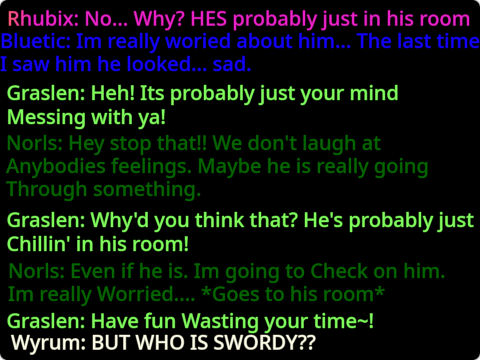 Rhubix: No... Why? HES probably just in his room
Bluetic: Im really woried about him... The last time
I saw him he looked... sad.
Graslen: Heh! Its probably just your mind
Messing with ya!
Norls: Hey stop that!! We don't laugh at
Anybodies feelings. Maybe he is really going
Through something.
Graslen: Why'd you think that? He's probably just
Chillin' in his room!
Norls: Even if he is. Im going to Check on him.
Im really Worried.... *Goes to his room*
Graslen: Have fun Wasting your time~!
Wyrum: BUT WHO IS SWORDY??